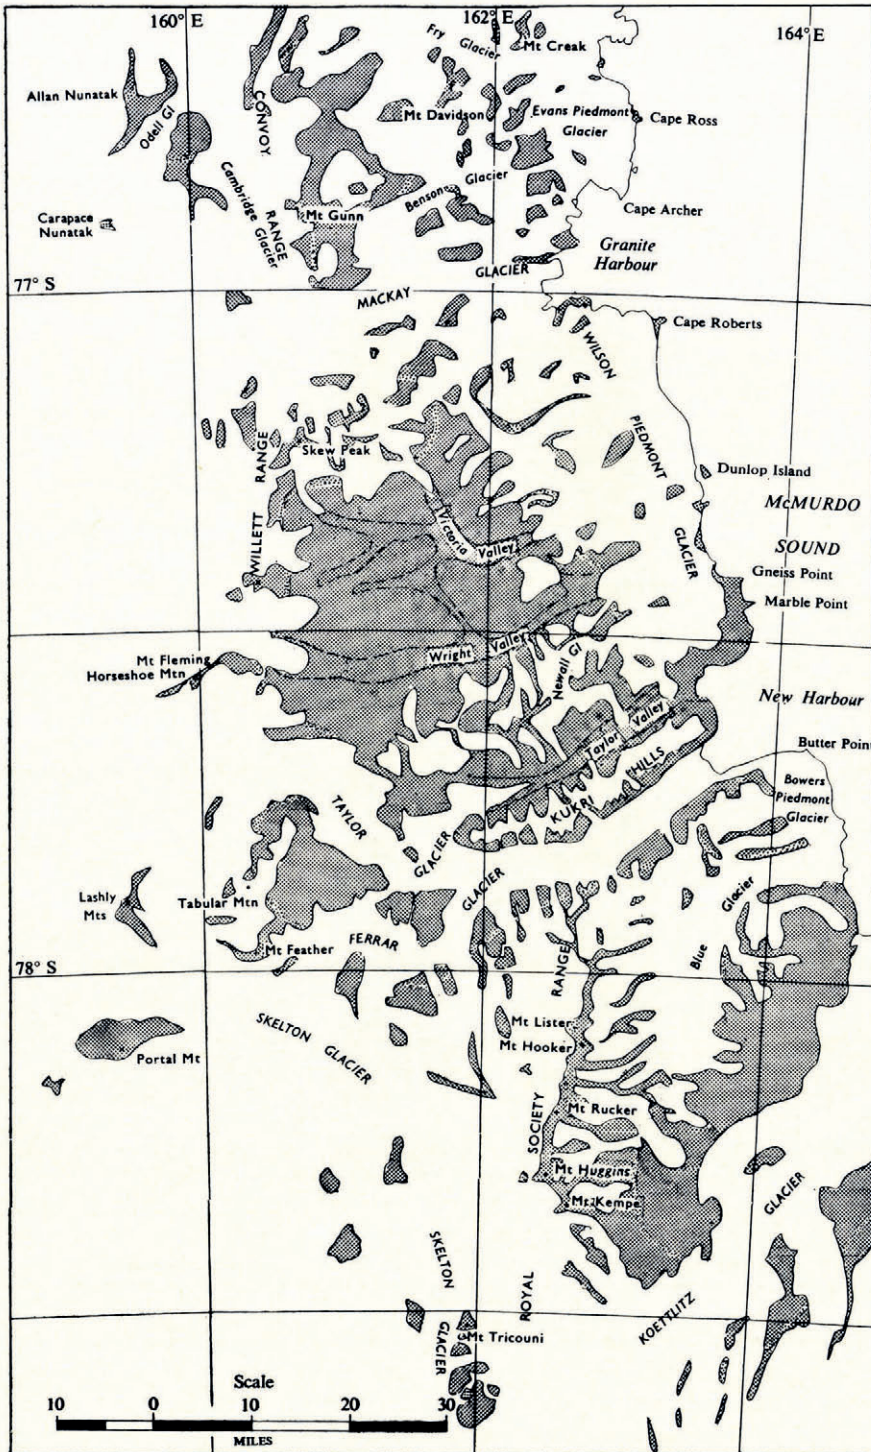 160°E
162°E
164°E
Fry Glacier
Mt Creak
Allan Nunatak
Odell Gl
CONVOY
RANGE
Mt Davidson
Evans Piedmont
Glacier
Cape Ross
Cambridge Glacier
Benson Glacier
Carapace
Nunatak
Mt Gunn
Cape Archer
Granite
Harbour
77° S
MACKAY
GLACIER
Cape Roberts
WILSON
PIEDMONT
GLACIER
WILLETT
RANGE
Skew Peak
Dunlop Island
McMURDO
SOUND
Victoria Valley
Gneiss Point
Marble Point
Wright Valley
Mt Fleming
Horseshoe Mtn
Newall Gl
New Harbour
Taylor Valley
Butter Point
KUKRI
HILLS
Bowers
Piedmont
Glacier
TAYLOR
GLACIER
Lashly
Mts
Tabular Mtn
GLACIER
FERRAR
Mt Feather
Blue Glacier
78° S
SKELTON GLACIER
RANGE
SOCIETY
ROYAL
Mt Lister
Mt Hooker
Portal Mt
Mt Rucker
Mt Huggins
Mt Kempe
GLACIER
KOETTLITZ
SKELTON
GLACIER
Mt Tricouni
Scale
10 0 10 20 30
MILES